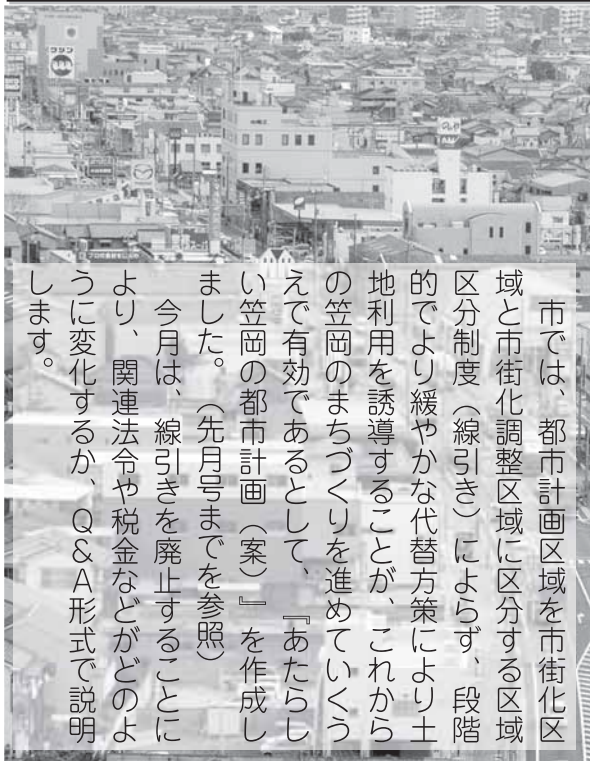 市では、都市計画区域を市街化区
域と市街化調整区域に区分する区域
区分制度（線引き）によらず、段階
的でより緩やかな代替方策により土
地利用を誘導することが、これから
の笠岡のまちづくりを進めていくう
えで有効であるとして、『あたらし
い笠岡の都市計画（案）』を作成し
ました。（先月号までを参照）
今月は、線引きを廃止することに
より、関連法令や税金などがどのよ
うに変化するか、Ｑ＆Ａ形式で説明
します。